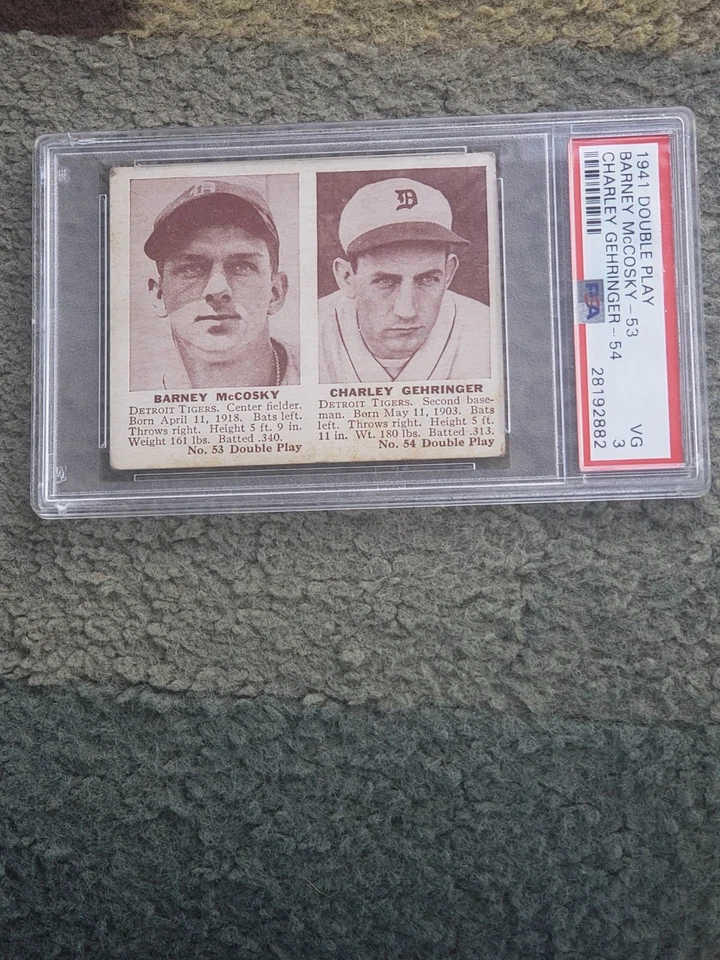 BARNEY McCOSKY
DETROIT TIGERS. Center fielder.
Born April 11, 1918. Bats left.
Throws right. Height 5 ft. 9 in.
Weight 161 lbs. Batted .340.
No. 53 Double Play
CHARLEY GEHRINGER
DETROIT TIGERS. Second base-
man. Born May 11, 1903. Bats
left. Throws right. Height 5 ft.
11 in. Wt. 180 lbs. Batted .313.
No. 54 Double Play
D
D
1941 DOUBLE PLAY
BARNEY McCOSKY-53
CHARLEY GEHRINGER-54
VG
3
28192882
PSA